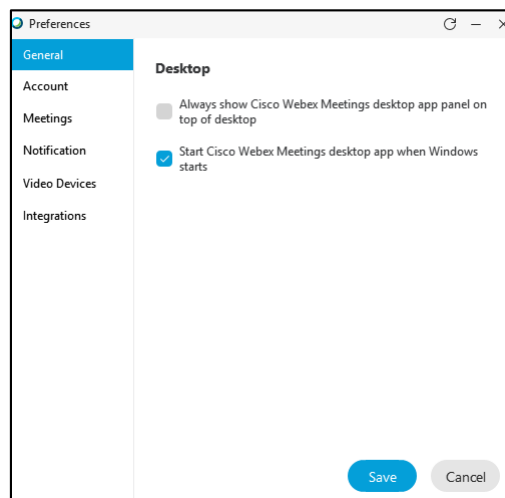 Preferences
General
Account
Meetings
Notification
Video Devices
Integrations
Desktop
Always show Cisco Webex Meetings desktop app panel on
top of desktop
Start Cisco Webex Meetings desktop app when Windows
starts
Save
Cancel